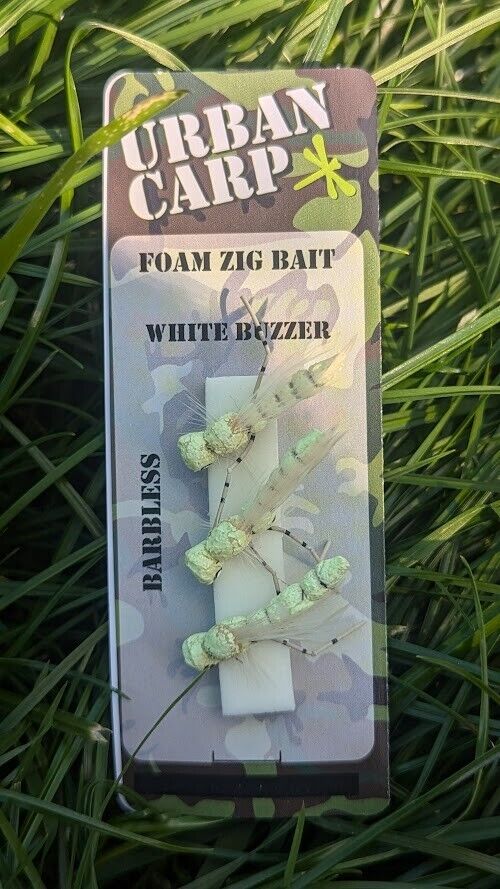 URBAN
CARP
FOAM ZIG BAIT
WHITE BUZZER
BARBLESS